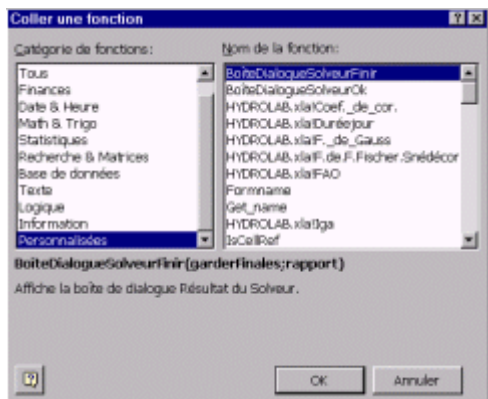 Coller une fonction
Catégorie de fonctions:
Nom de la fonction:
Tous
Finances
Date & Heure
Math & Trigo
Statistiques
Recherche & Matrices
Base de données
Texte
Logique
Information
Personnalisées
BoîteDialogueSolveurFinir
BoîteDialogueSolveurOk
HYDROLAB.xla!Coef._de_cor.
HYDROLAB.xla!Duréejour
HYDROLAB.xla!F._de_Gauss
HYDROLAB.xla!F.de.F.Fischer.Snédécor
HYDROLAB.xla!FAO
Formname
Get_name
HYDROLAB.xla!Iga
IsCellRef
BoîteDialogueSolveurFinir(garderFinales;rapport)
Affiche la boîte de dialogue Résultat du Solveur.
OK
Annuler